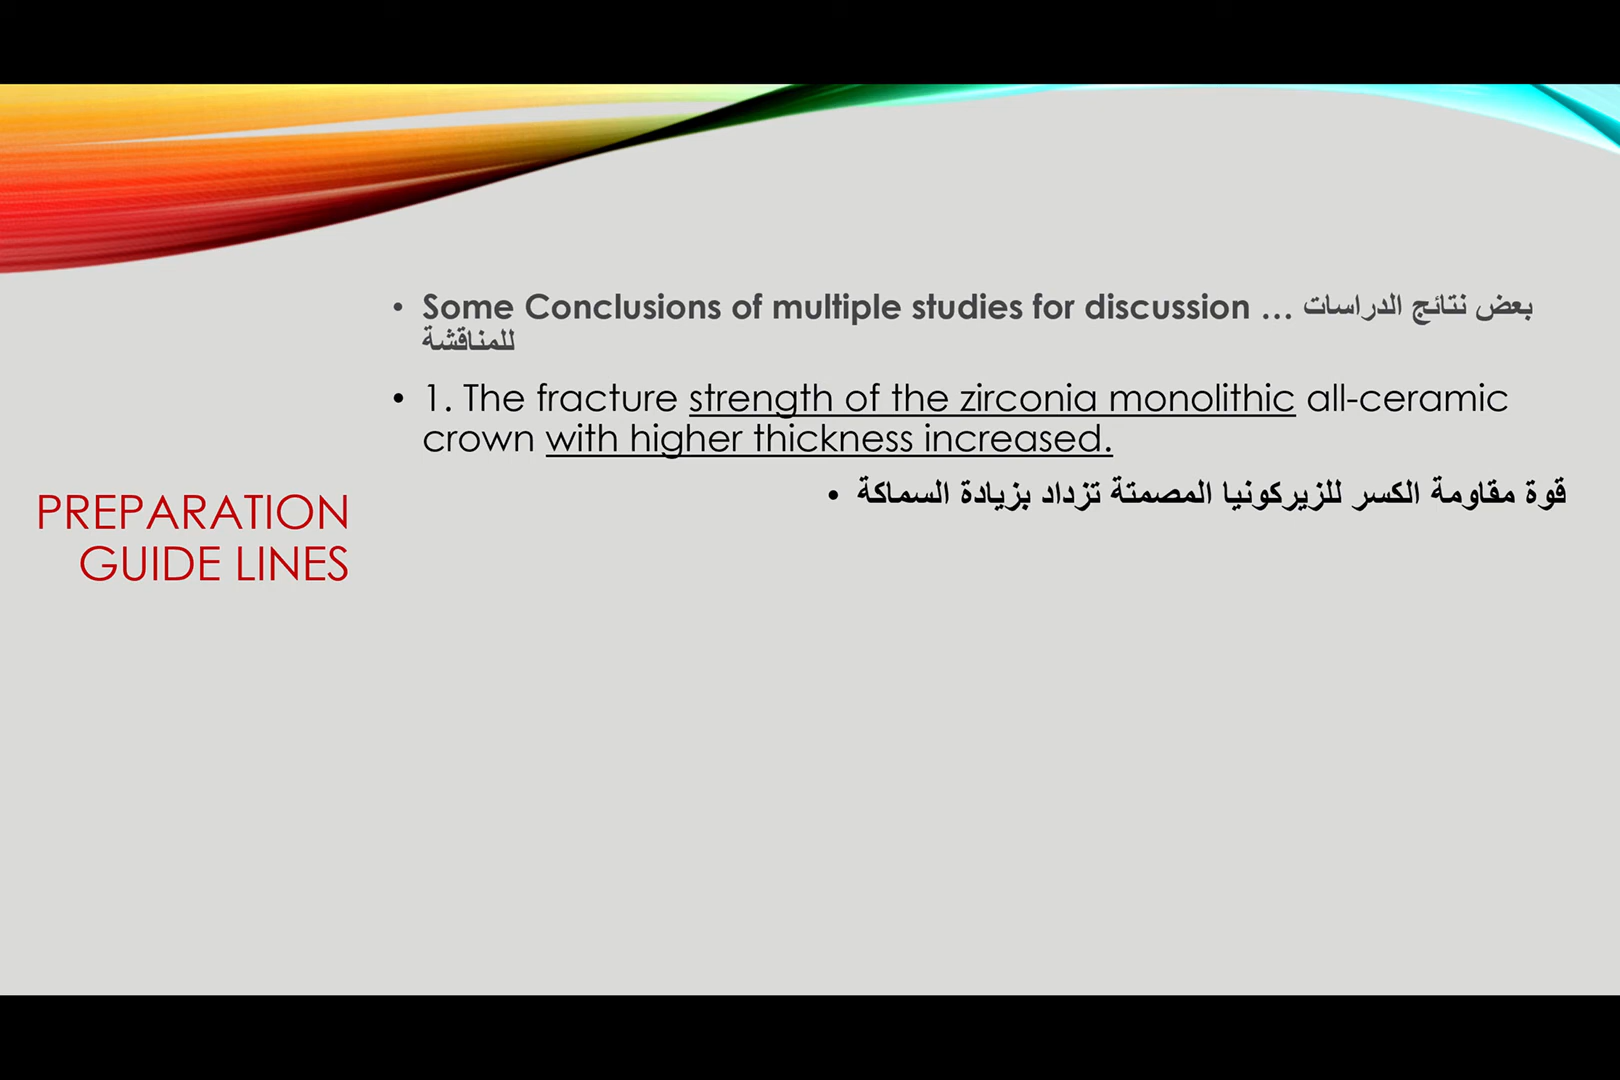 PREPARATION
GUIDE LINES
• Some Conclusions of multiple studies for discussion … بعض نتائج الدراسات
للمناقشة
• 1. The fracture strength of the zirconia monolithic all-ceramic
crown with higher thickness increased.
• قوة مقاومة الكسر للزيركونيا المصمتة تزداد بزيادة السماكة